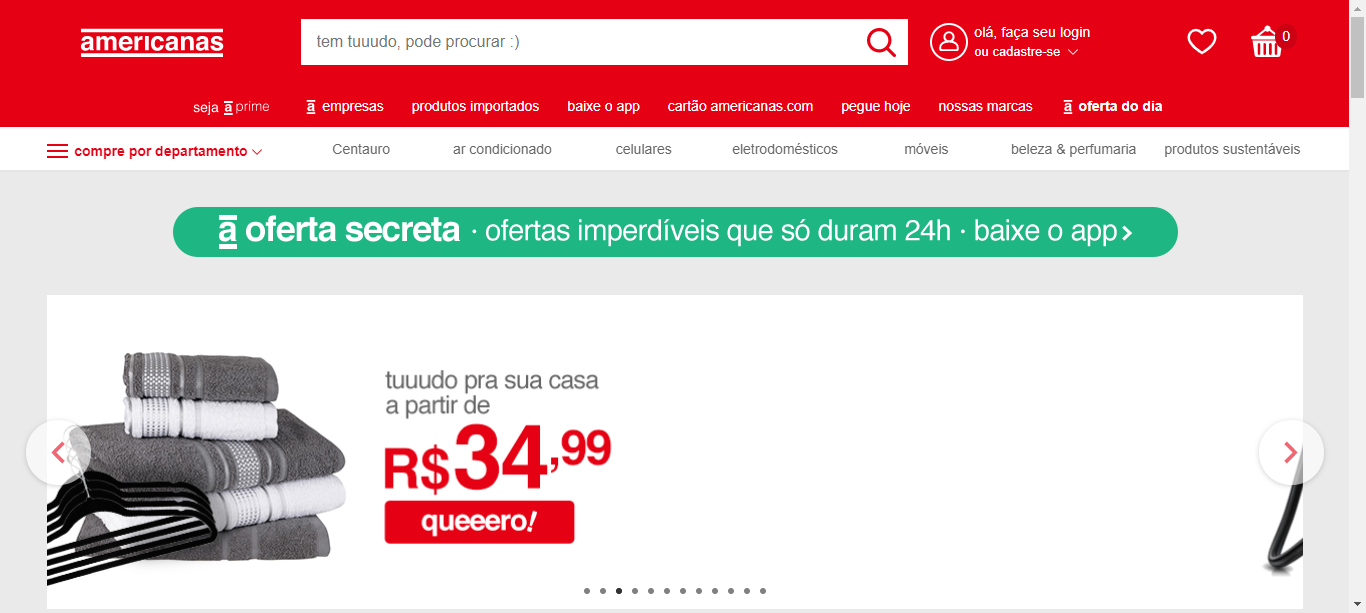 americanas
tem tuuudo, pode procurar :)
olá, faça seu login
ou cadastre-se
0
seja a prime
a empresas
produtos importados
baixe o app
cartão americanas.com
pegue hoje
nossas marcas
a oferta do dia
compre por departamento
Centauro
ar condicionado
celulares
eletrodomésticos
móveis
beleza & perfumaria
produtos sustentáveis
a oferta secreta · ofertas imperdíveis que só duram 24h · baixe o app
tuuudo pra sua casa
a partir de
R$34,99
queeero!